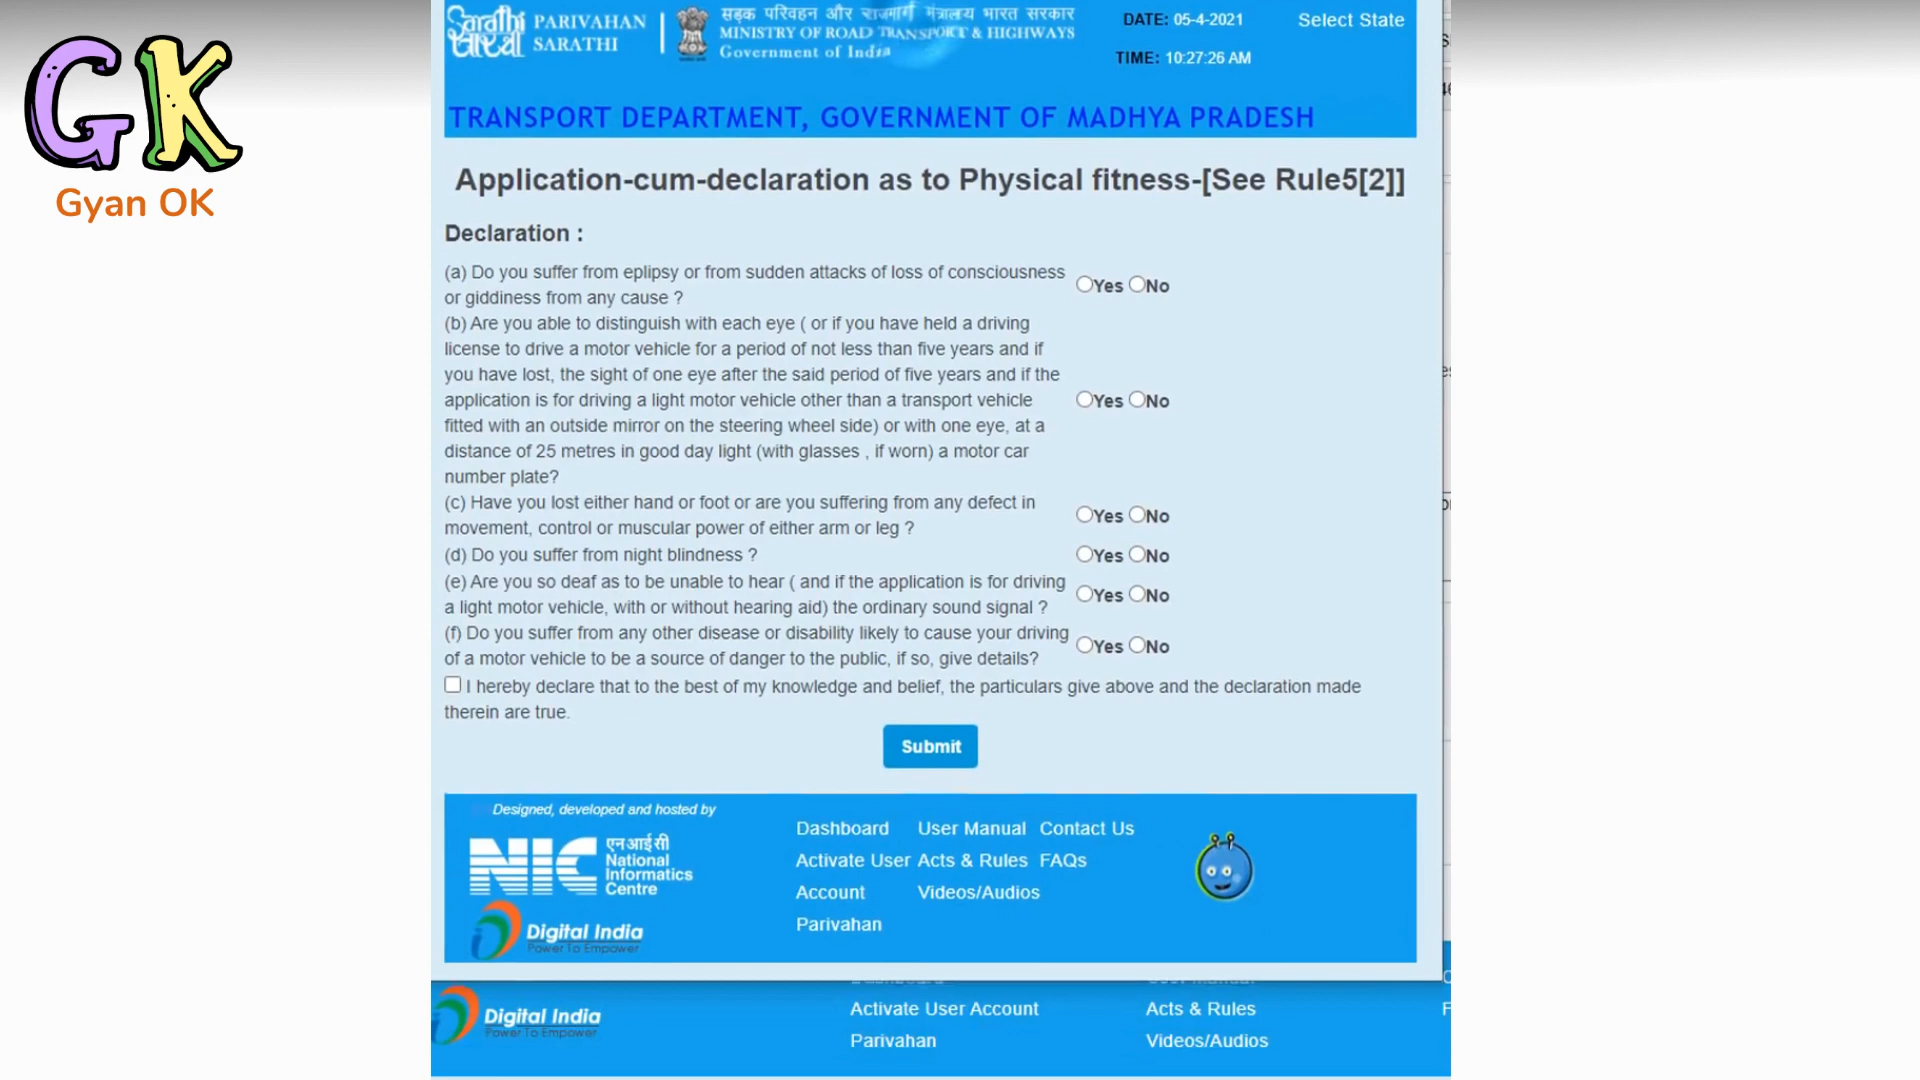 GK
Gyan OK
Sarathi
सारथी
PARIVAHAN
SARATHI
सड़क परिवहन और राजमार्ग मंत्रालय भारत सरकार
MINISTRY OF ROAD TRANSPORT & HIGHWAYS
Government of India
DATE: 05-4-2021
TIME: 10:27:26 AM
Select State
TRANSPORT DEPARTMENT, GOVERNMENT OF MADHYA PRADESH
Application-cum-declaration as to Physical fitness-[See Rule5[2]]
Declaration :
(a) Do you suffer from eplipsy or from sudden attacks of loss of consciousness
or giddiness from any cause ?
Yes No
(b) Are you able to distinguish with each eye ( or if you have held a driving
license to drive a motor vehicle for a period of not less than five years and if
you have lost, the sight of one eye after the said period of five years and if the
application is for driving a light motor vehicle other than a transport vehicle
fitted with an outside mirror on the steering wheel side) or with one eye, at a
distance of 25 metres in good day light (with glasses , if worn) a motor car
number plate?
Yes No
(c) Have you lost either hand or foot or are you suffering from any defect in
movement, control or muscular power of either arm or leg ?
Yes No
(d) Do you suffer from night blindness ?
Yes No
(e) Are you so deaf as to be unable to hear ( and if the application is for driving
a light motor vehicle, with or without hearing aid) the ordinary sound signal ?
Yes No
(f) Do you suffer from any other disease or disability likely to cause your driving
of a motor vehicle to be a source of danger to the public, if so, give details?
Yes No
I hereby declare that to the best of my knowledge and belief, the particulars give above and the declaration made
therein are true.
Submit
Designed, developed and hosted by
NIC
एन आई सी
National
Informatics
Centre
Digital India
Power To Empower
Dashboard
Activate User
Account
Parivahan
User Manual
Acts & Rules
Videos/Audios
Contact Us
FAQs
Digital India
Power To Empower
Activate User Account
Parivahan
Acts & Rules
Videos/Audios